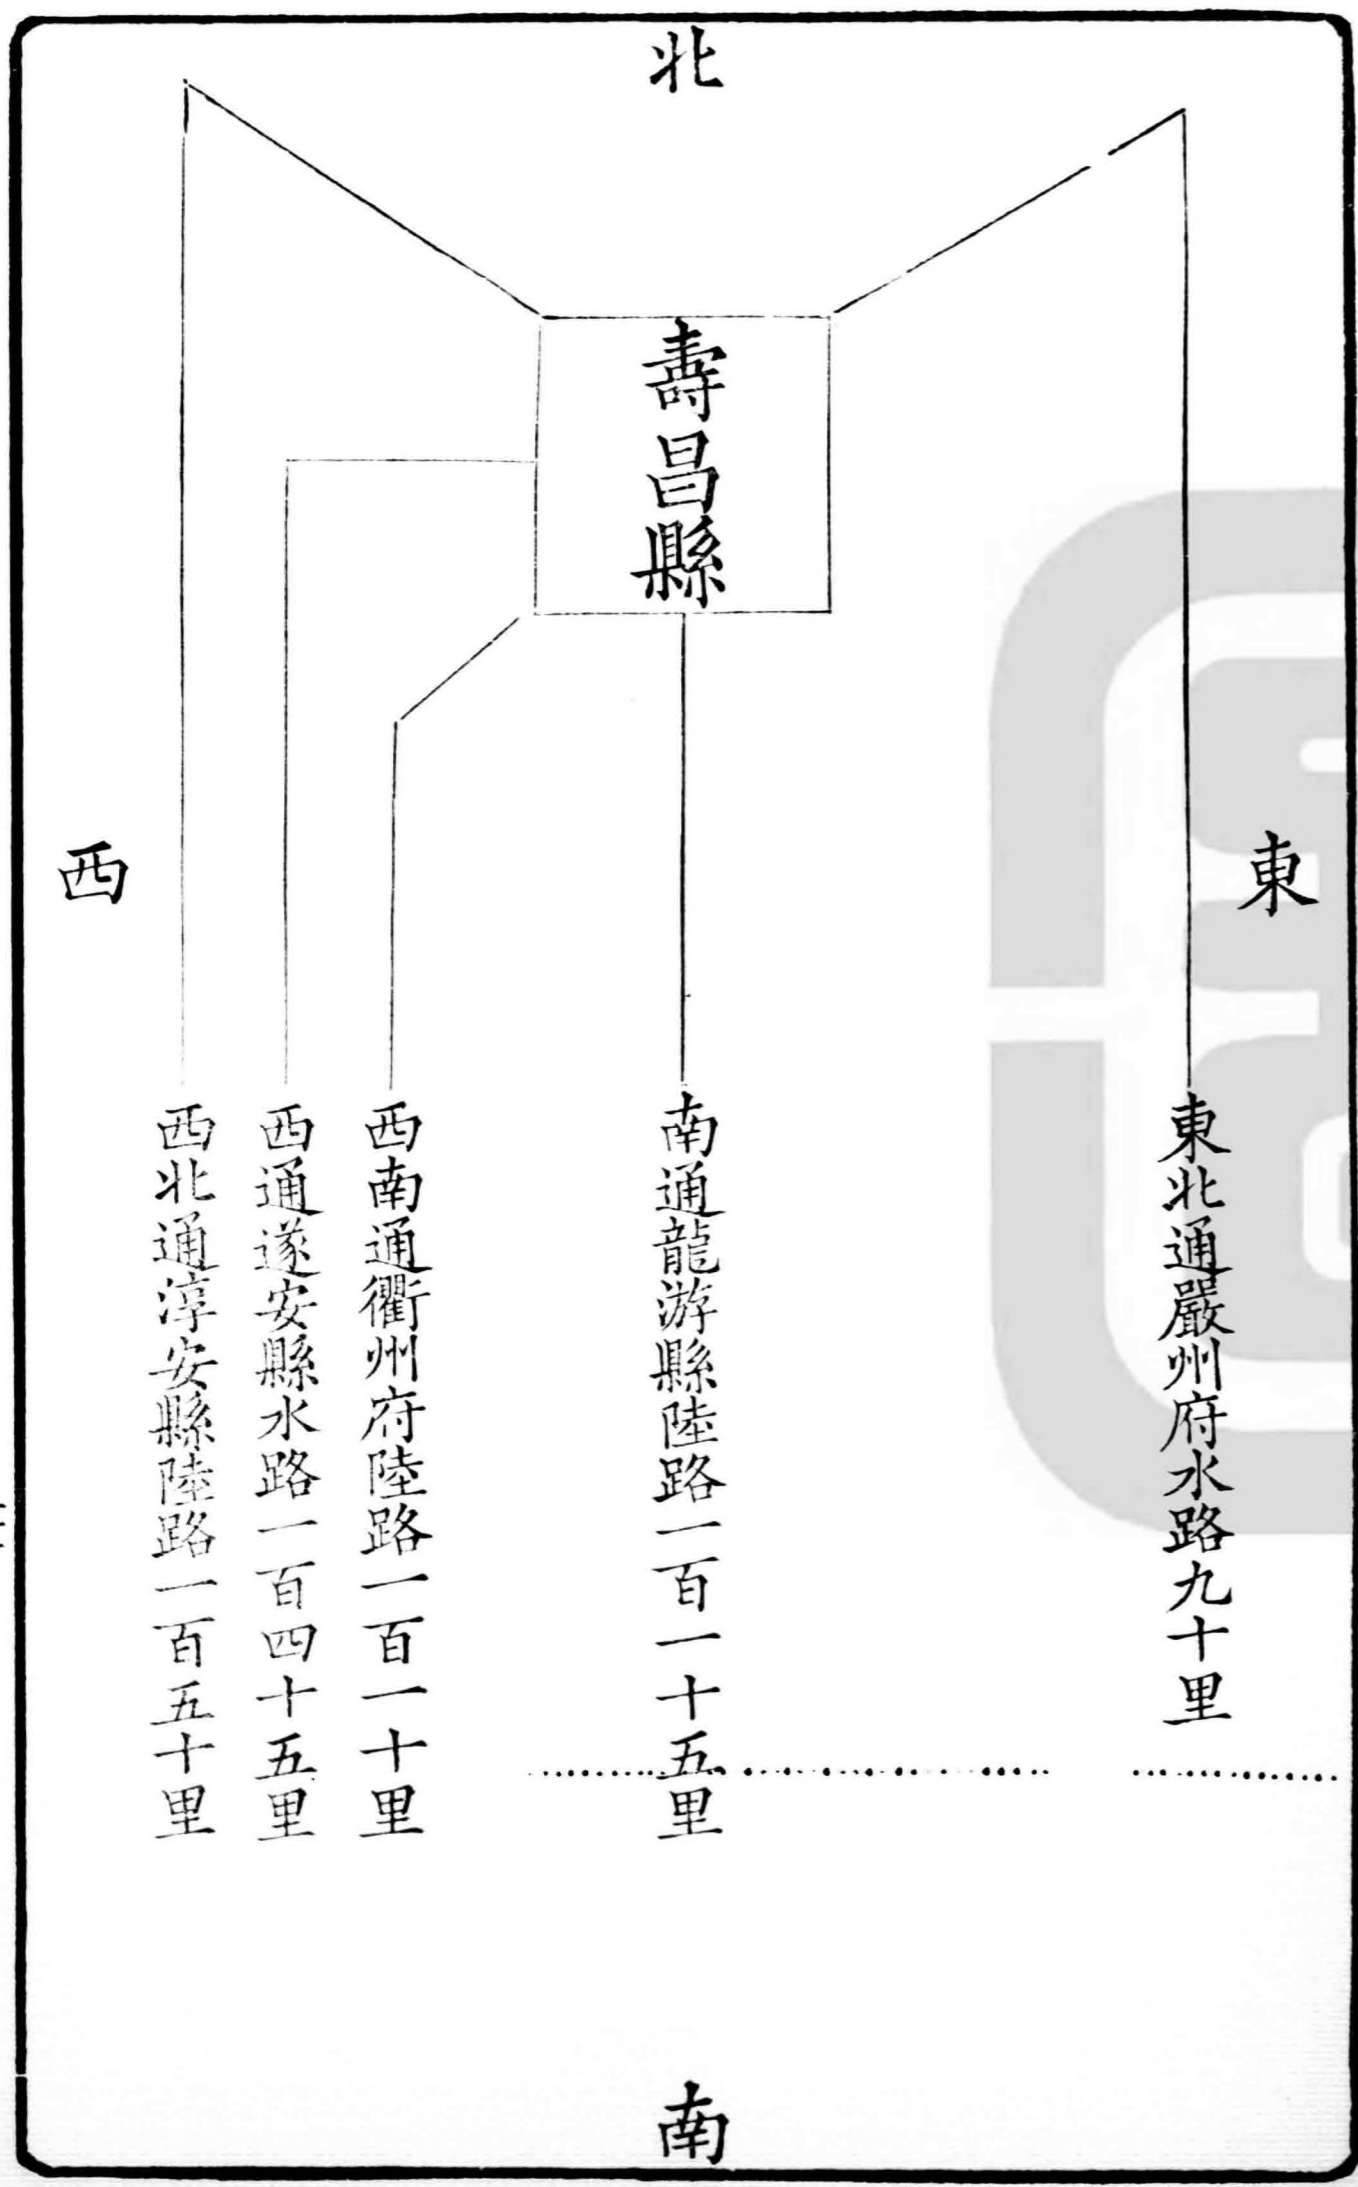 北
壽昌縣
東
西
東北通嚴州府水路九十里
南通龍游縣陸路一百一十五里
西南通衢州府陸路一百一十里
西通遂安縣水路一百四十五里
西北通淳安縣陸路一百五十里
南